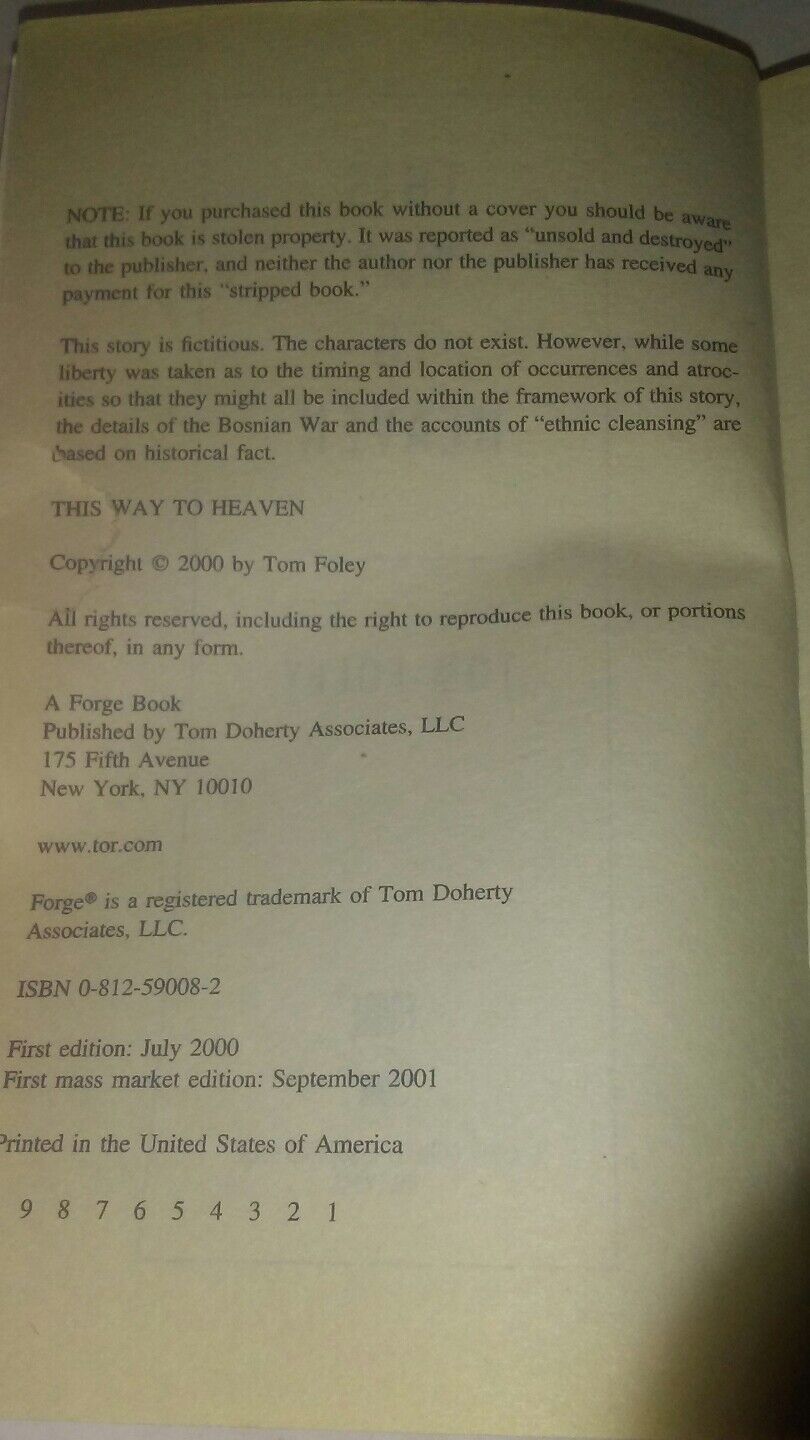 NOTE: If you purchased this book without a cover you should be aware
that this book is stolen property. It was reported as “unsold and destroyed”
to the publisher, and neither the author nor the publisher has received any
payment for this “stripped book.”
This story is fictitious. The characters do not exist. However, while some
liberty was taken as to the timing and location of occurrences and atroc-
ities so that they might all be included within the framework of this story,
the details of the Bosnian War and the accounts of “ethnic cleansing” are
based on historical fact.
THIS WAY TO HEAVEN
Copyright © 2000 by Tom Foley
All rights reserved, including the right to reproduce this book, or portions
thereof, in any form.
A Forge Book
Published by Tom Doherty Associates, LLC
175 Fifth Avenue
New York, NY 10010
www.tor.com
Forge® is a registered trademark of Tom Doherty
Associates, LLC.
ISBN 0-812-59008-2
First edition: July 2000
First mass market edition: September 2001
Printed in the United States of America
9 8 7 6 5 4 3 2 1